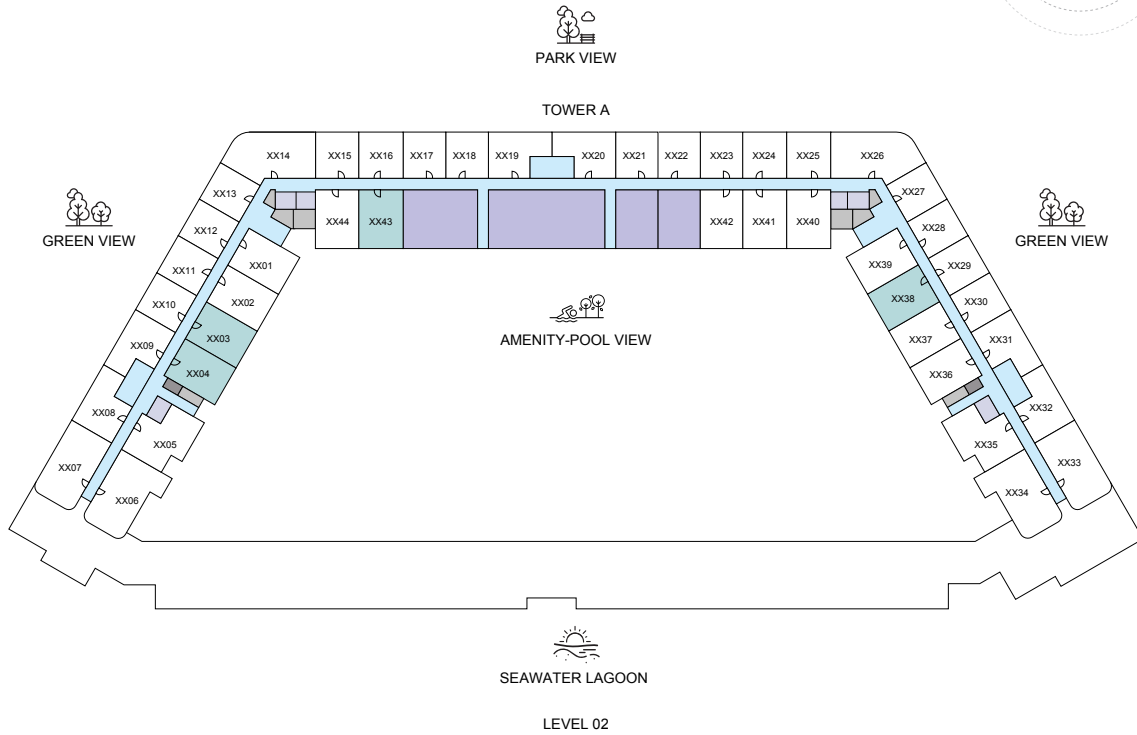 PARK VIEW
TOWER A
XX14
XX15
XX16
XX17
XX18
XX19
XX20
XX21
XX22
XX23
XX24
XX25
XX26
XX13
XX27
XX44
XX43
XX42
XX41
XX40
XX12
XX28
GREEN VIEW
GREEN VIEW
XX01
XX39
XX11
XX29
XX02
XX38
XX10
XX30
XX03
XX37
AMENITY-POOL VIEW
XX09
XX31
XX04
XX36
XX08
XX32
XX05
XX35
XX07
XX33
XX06
XX34
SEAWATER LAGOON
LEVEL 02